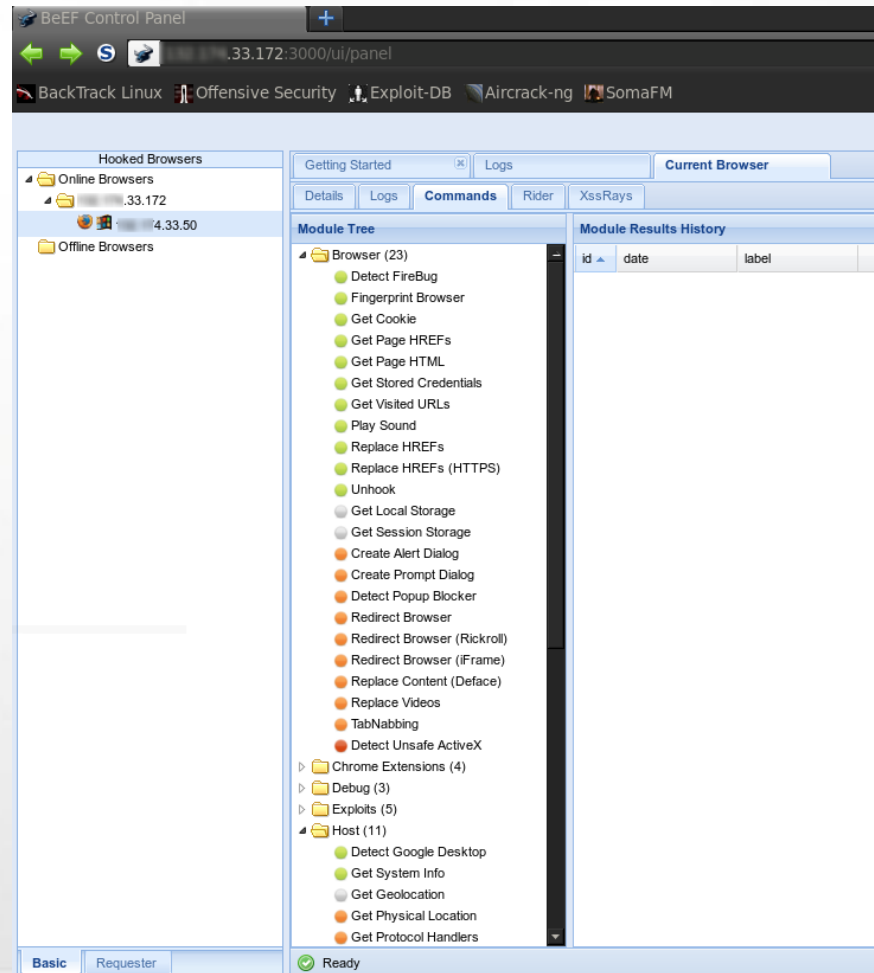 BeEF Control Panel
.33.172:3000/ui/panel
BackTrack Linux Offensive Security Exploit-DB Aircrack-ng SomaFM
Hooked Browsers
Online Browsers
.33.172
4.33.50
Offline Browsers
Basic Requester
Getting Started Logs Current Browser
Details Logs Commands Rider XssRays
Module Tree
Browser (23)
Detect FireBug
Fingerprint Browser
Get Cookie
Get Page HREFs
Get Page HTML
Get Stored Credentials
Get Visited URLs
Play Sound
Replace HREFs
Replace HREFs (HTTPS)
Unhook
Get Local Storage
Get Session Storage
Create Alert Dialog
Create Prompt Dialog
Detect Popup Blocker
Redirect Browser
Redirect Browser (Rickroll)
Redirect Browser (iFrame)
Replace Content (Deface)
Replace Videos
TabNabbing
Detect Unsafe ActiveX
Chrome Extensions (4)
Debug (3)
Exploits (5)
Host (11)
Detect Google Desktop
Get System Info
Get Geolocation
Get Physical Location
Get Protocol Handlers
Module Results History
id date label
Ready